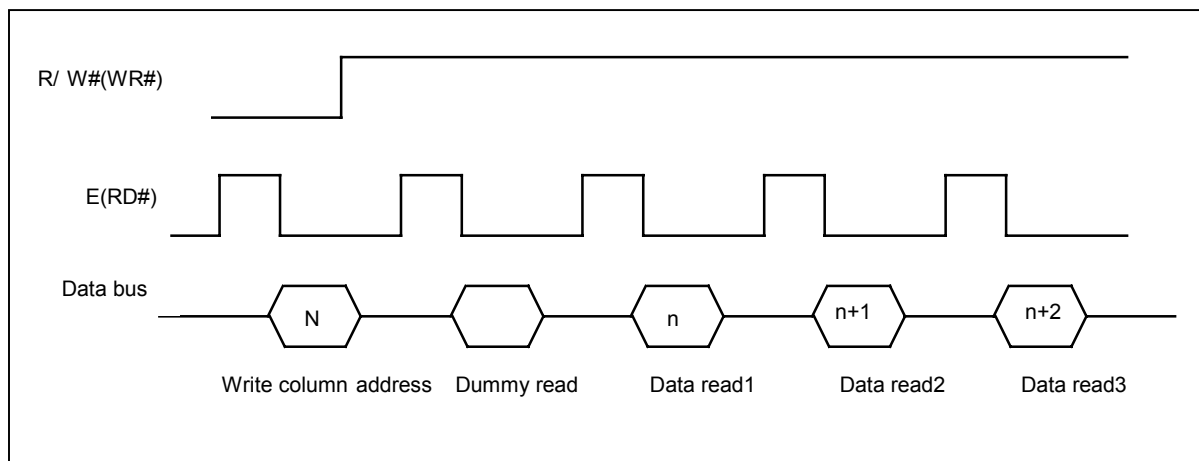 R/ W#(WR#)
E(RD#)
Data bus
N
n
n+1
n+2
Write column address Dummy read Data read1 Data read2 Data read3